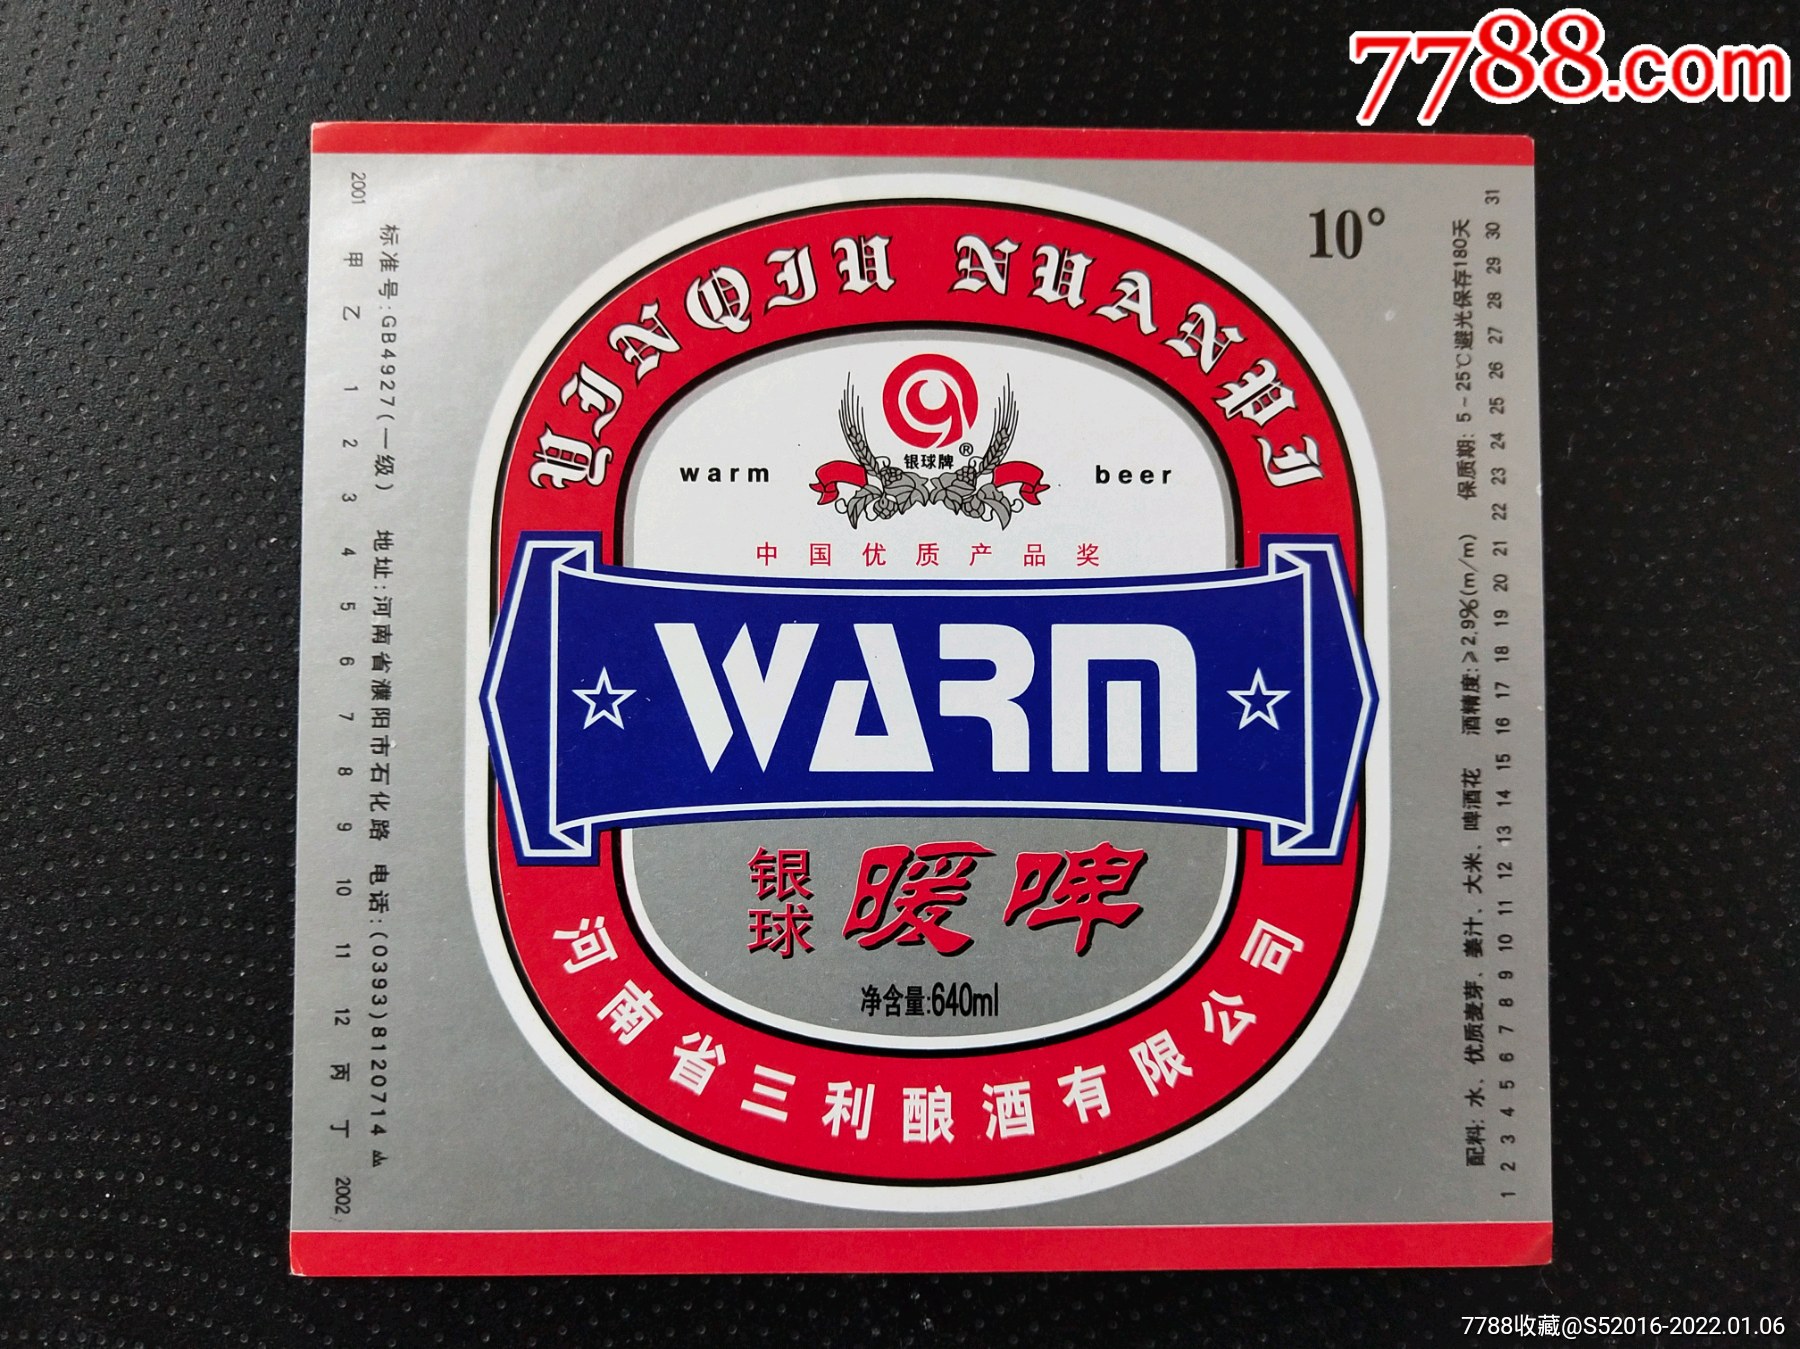 7788.com
10°
YINQIU NUANPI
银球牌®
warm beer
中国优质产品奖
WARM
银球
暖啤
净含量:640ml
河南省三利酿酒有限公司
2001 甲 乙 1 2 3 4 5 6 7 8 9 10 11 12 丙 丁 2002
标准号:GB4927(一级) 地址:河南省濮阳市石化路 电话:(0393)8120714
配料: 水、优质麦芽、姜汁、大米、啤酒花 酒精度:≥2.9%(m/m) 保质期: 5-25℃避光保存180天
1 2 3 4 5 6 7 8 9 10 11 12 13 14 15 16 17 18 19 20 21 22 23 24 25 26 27 28 29 30 31
7788收藏@S52016-2022.01.06